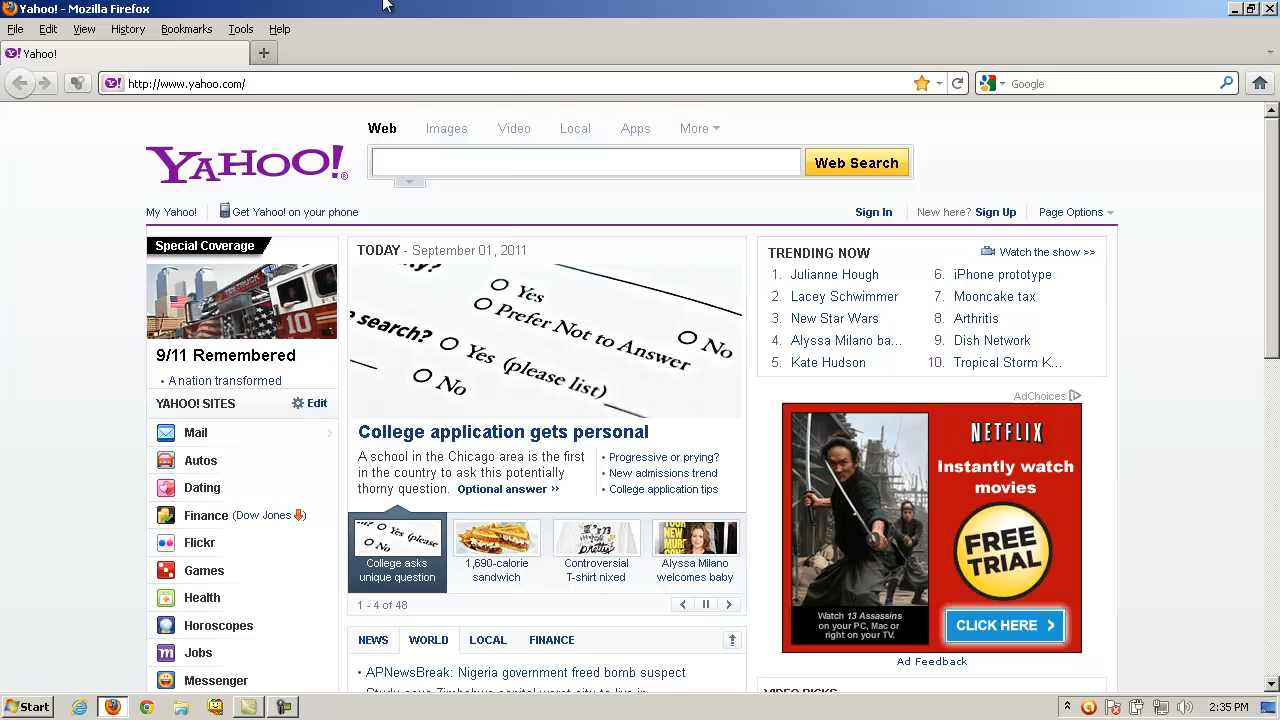 Yahoo! - Mozilla Firefox
File Edit View History Bookmarks Tools Help
Yahoo!
http://www.yahoo.com/
Google
Web Images Video Local Apps More
YAHOO!®
Web Search
My Yahoo! Get Yahoo! on your phone
Sign In New here? Sign Up Page Options
Special Coverage
10
9/11 Remembered
• A nation transformed
YAHOO! SITES Edit
Mail
Autos
Dating
Finance (Dow Jones )
Flickr
Games
Health
Horoscopes
Jobs
Messenger
TODAY - September 01, 2011
Yes
Prefer Not to Answer
No
e search?
Yes (please list)
No
College application gets personal
A school in the Chicago area is the first
in the country to ask this potentially
thorny question. Optional answer »
• Progressive or prying?
• New admissions trend
• College application tips
Yes (please
No
College asks
unique question
1,690-calorie
sandwich
Controversial
T-shirt nixed
Alyssa Milano
welcomes baby
1 - 4 of 48
NEWS WORLD LOCAL FINANCE
• APNewsBreak: Nigeria government freed bomb suspect
TRENDING NOW Watch the show >>
1. Julianne Hough
2. Lacey Schwimmer
3. New Star Wars
4. Alyssa Milano ba...
5. Kate Hudson
6. iPhone prototype
7. Mooncake tax
8. Arthritis
9. Dish Network
10. Tropical Storm K...
AdChoices
NETFLIX
Instantly watch
movies
FREE
TRIAL
CLICK HERE >
Watch 13 Assassins
on your PC, Mac or
right on your TV.
Ad Feedback
VIDEO PICKS
Start
2:35 PM